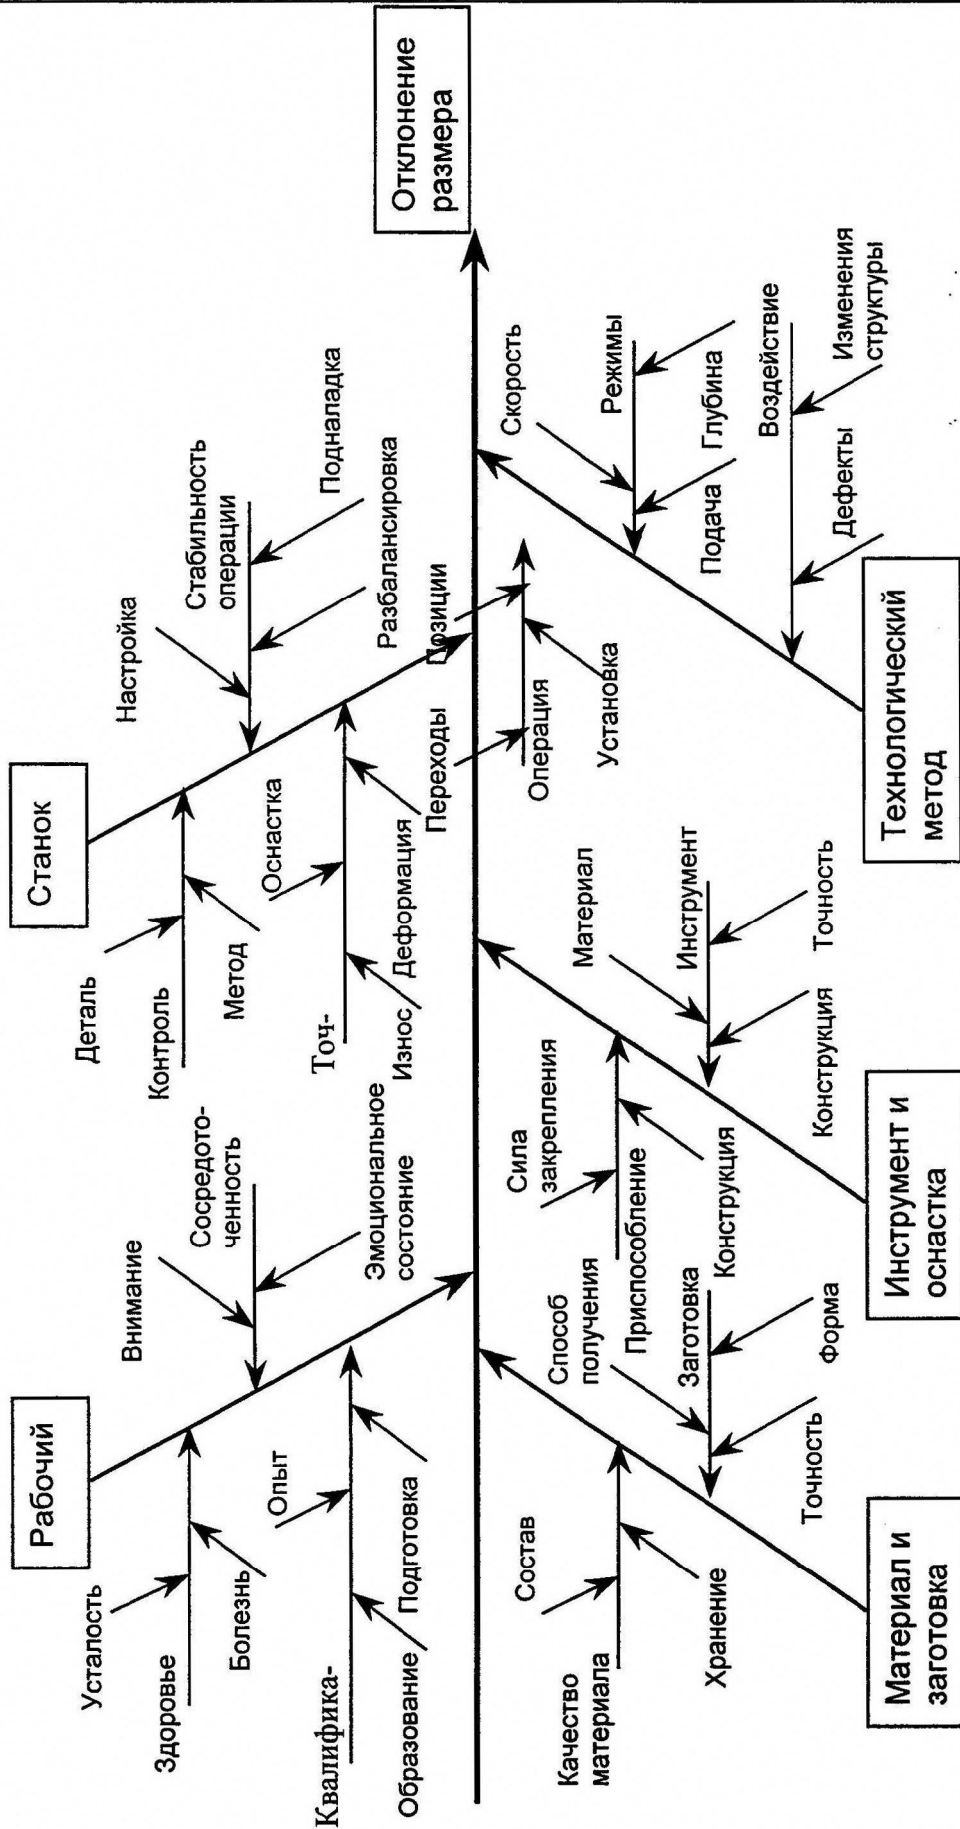 Рабочий
Станок
Усталость
Здоровье
Болезнь
Внимание
Сосредото-
ченность
Эмоциональное
состояние
Опыт
Квалифика-
Образование
Подготовка
Деталь
Контроль
Метод
Настройка
Стабильность
операции
Подналадка
Разбалансировка
Оснастка
Точ-
Износ
Деформация
Переходы
Позиции
Операция
Установка
Отклонение
размера
Состав
Качество
материала
Хранение
Способ
получения
Заготовка
Точность
Форма
Материал и
заготовка
Сила
закрепления
Приспособление
Конструкция
Материал
Инструмент
Конструкция
Точность
Инструмент и
оснастка
Скорость
Режимы
Подача
Глубина
Воздействие
Дефекты
Изменения
структуры
Технологический
метод